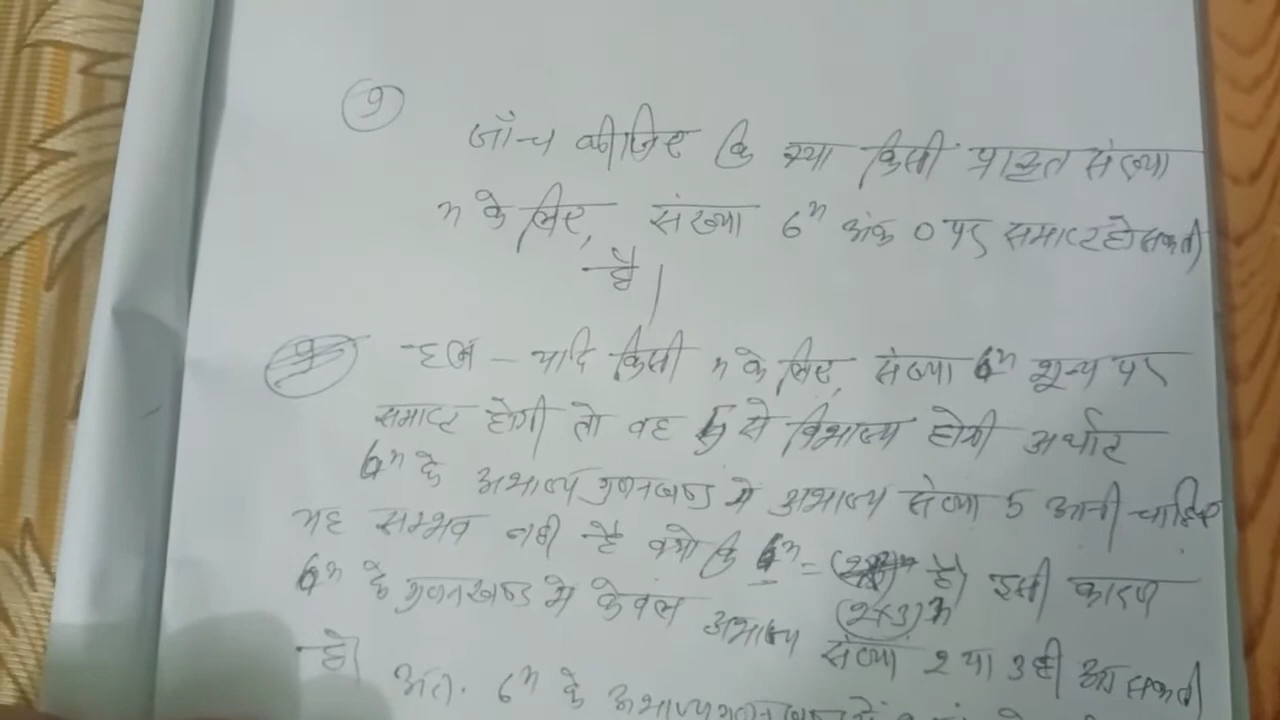 9
जाँच कीजिए कि क्या किसी प्राकृत संख्या
n के लिए, संख्या 6ⁿ अंक 0 पर समाप्त हो सकती
है।
हल - यदि किसी n के लिए, संख्या 6ⁿ शून्य पर
समाप्त होगी तो वह 5 से विभाज्य होगी अर्थात
6ⁿ के अभाज्य गुणनखण्ड मे अभाज्य संख्या 5 आनी चाहिए
यह सम्भव नही है क्यो कि 6ⁿ = (2×3)ⁿ है। इसी कारण
6ⁿ के गुणनखण्ड मे केवल अभाज्य संख्या 2 या 3 ही आ सकती
है।
अत. 6ⁿ के अभाज्य गुणनखण्ड